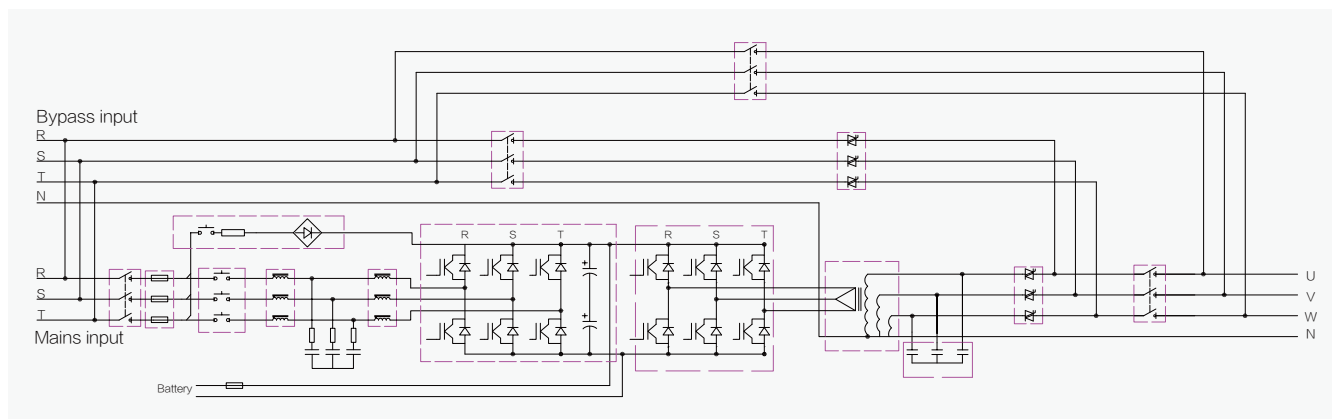 Bypass input
R
S
T
N
R S T
R S T
R
S
T
Mains input
U
V
W
N
+
+
Battery